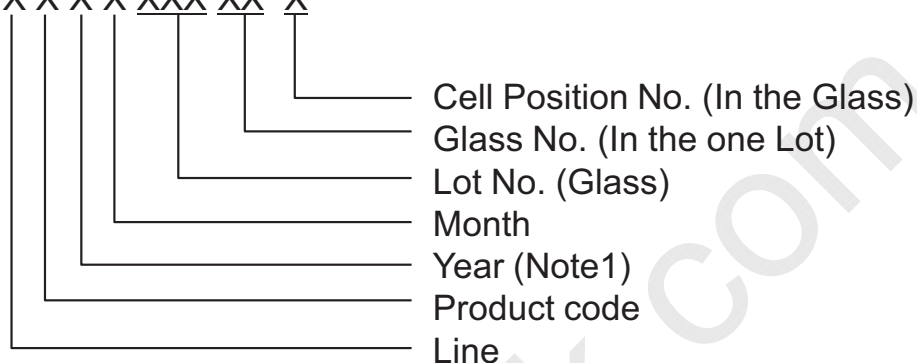 X X X X XXX XX X
Cell Position No. (In the Glass)
Glass No. (In the one Lot)
Lot No. (Glass)
Month
Year (Note1)
Product code
Line
com